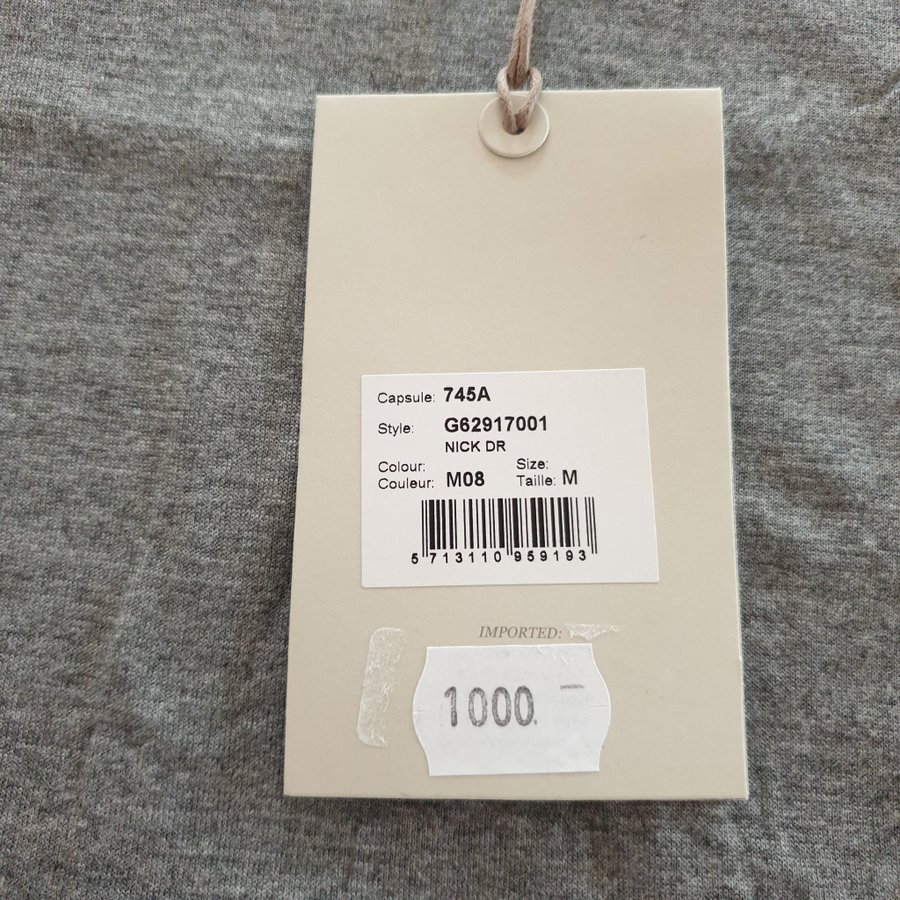 Capsule: 745A
Style: G62917001
NICK DR
Colour: Size:
Couleur: M08 Taille: M
5 713110 959193
IMPORTED:
1000.–